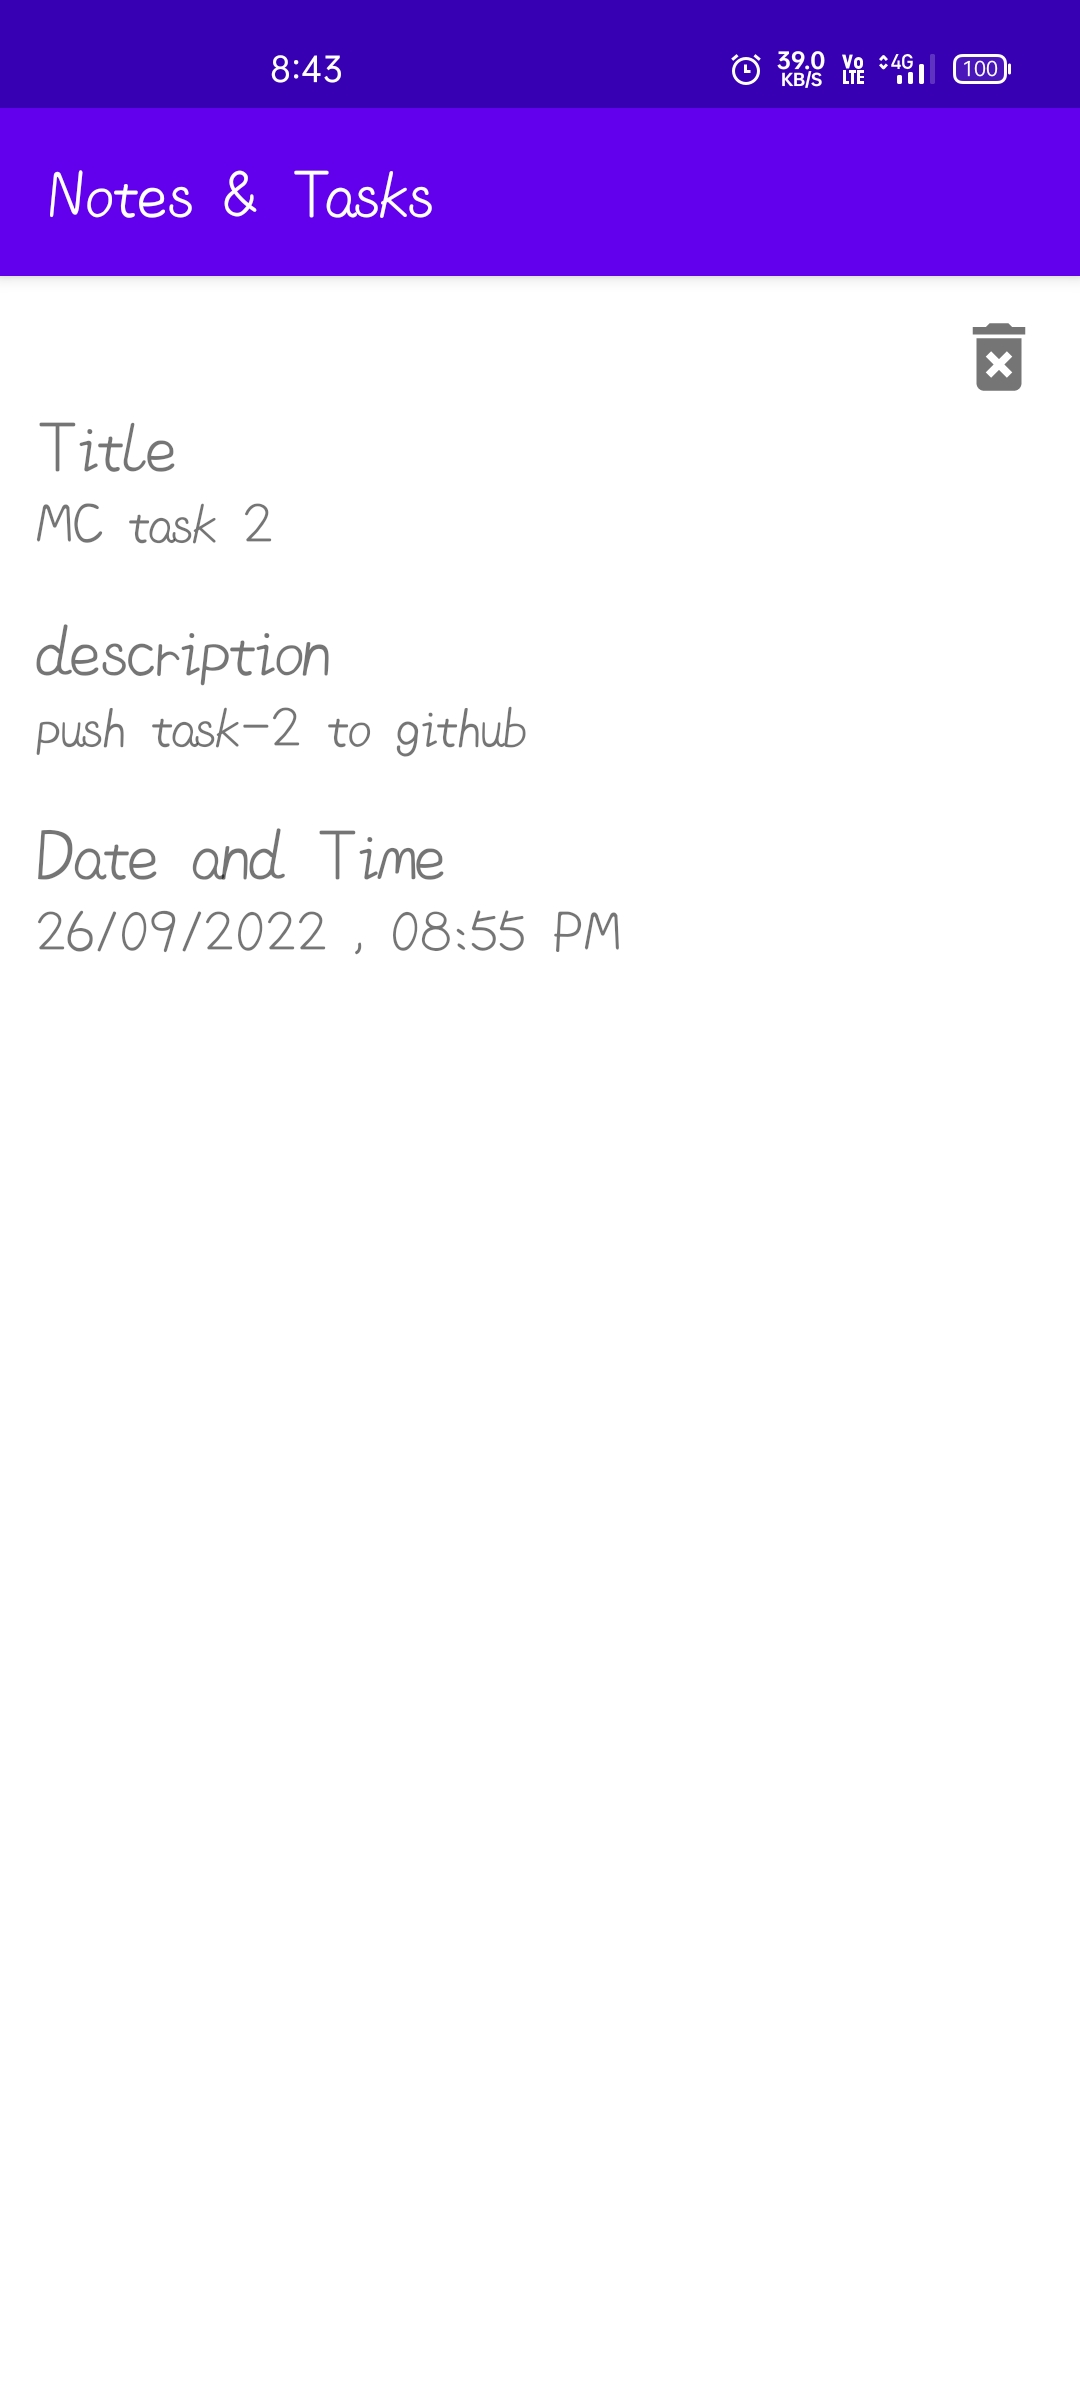 8:43 39.0 KB/S Vo LTE 4G 100
Notes & Tasks
Title
MC task 2
description
push task-2 to github
Date and Time
26/09/2022 , 08:55 PM